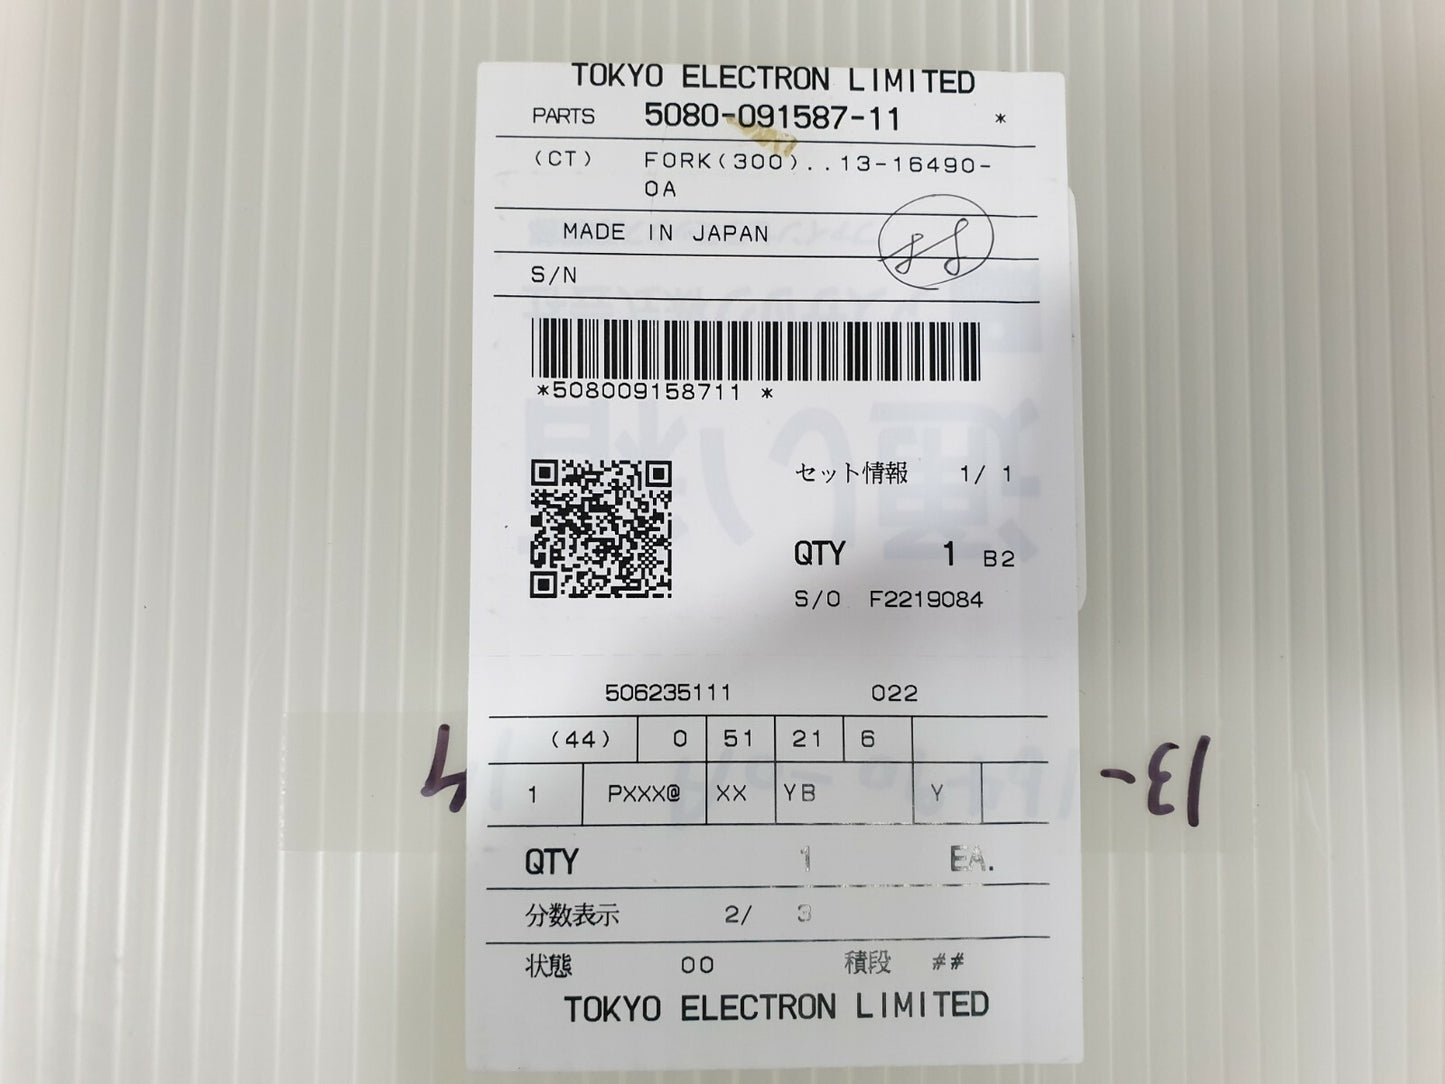 TOKYO ELECTRON LIMITED
PARTS 5080-091587-11 *
(CT) FORK(300)..13-16490-
0A
MADE IN JAPAN
S/N
*508009158711 *
セット情報 1/ 1
QTY 1 B2
S/O F2219084
506235111 022
(44) 0 51 21 6
1 PXXX@ XX YB Y
13-
QTY 1 EA.
分数表示 2/ 3
状態 00 積段 ##
TOKYO ELECTRON LIMITED